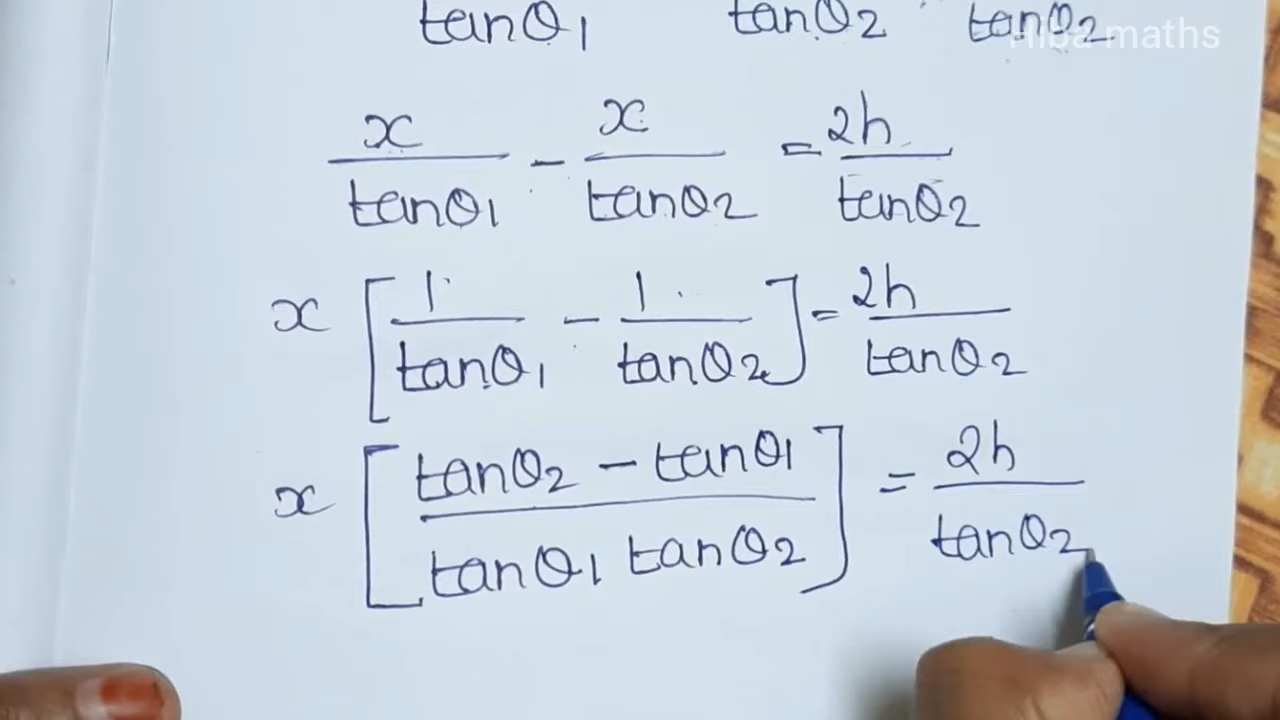 tanθ1 tanθ2 tanθ2
Hiba maths
x/tanθ1 - x/tanθ2 = 2h/tanθ2
x [1/tanθ1 - 1/tanθ2] = 2h/tanθ2
x [tanθ2 - tanθ1/tanθ1 tanθ2] = 2h/tanθ2